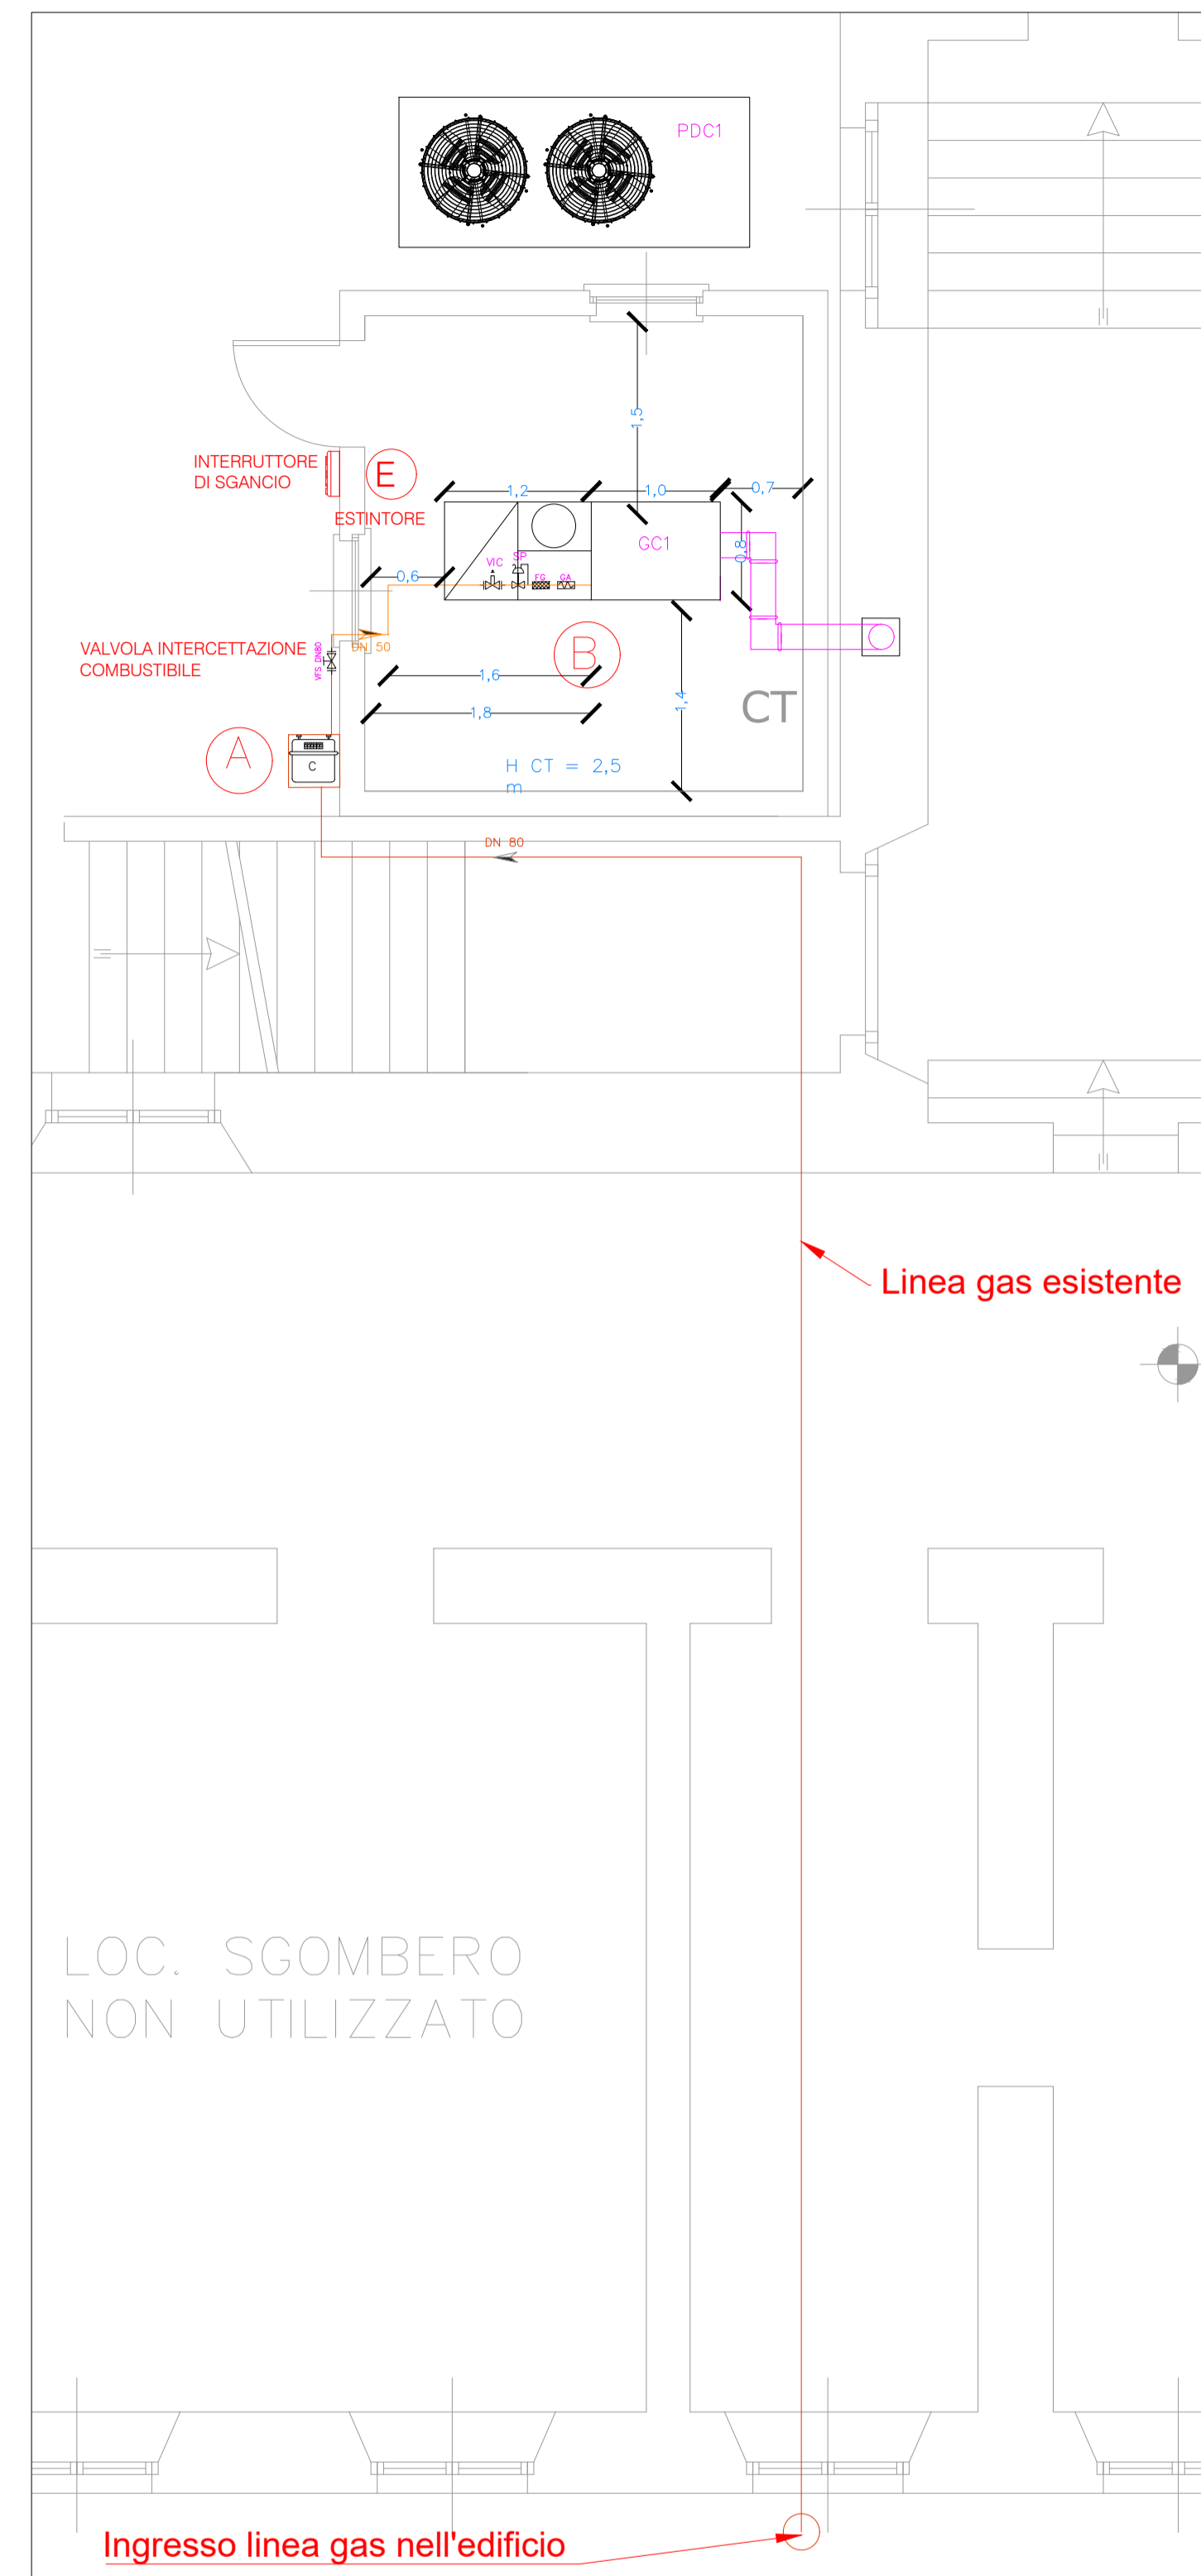 PDC1
INTERRUTTORE
DI SGANCIO
E
ESTINTORE
1,5
1,2
1,0
0,7
0,8
GC1
VIC
SP
FG
GA
0,6
DN 50
VALVOLA INTERCETTAZIONE
COMBUSTIBILE
VFS DN80
B
1,6
1,8
1,4
CT
A
C
H CT = 2,5
m
DN 80
Linea gas esistente
LOC. SGOMBERO
NON UTILIZZATO
Ingresso linea gas nell'edificio